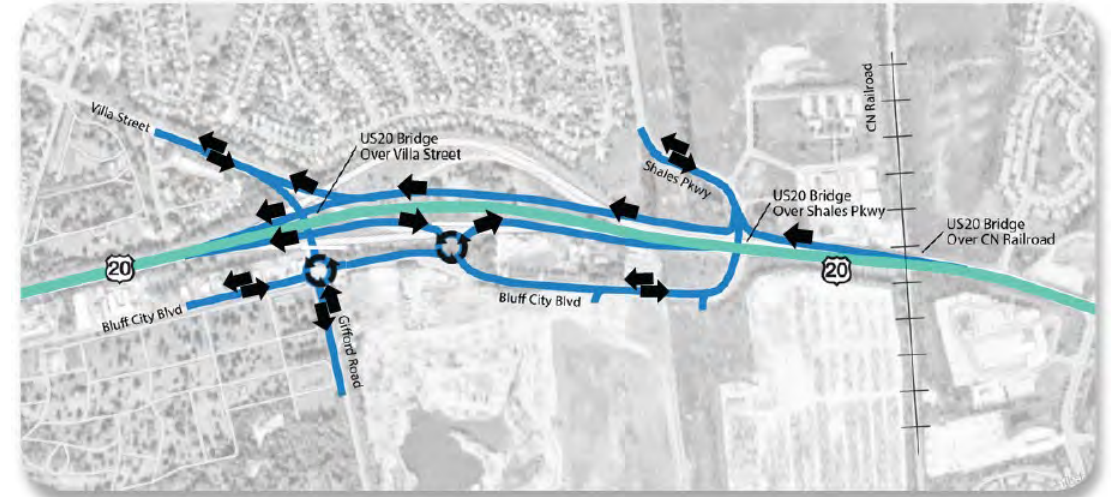 Villa Street
US20 Bridge
Over Villa Street
CN Railroad
Shales Pkwy
US20 Bridge
Over Shales Pkwy
US20 Bridge
Over CN Railroad
20
20
Bluff City Blvd
Bluff City Blvd
Gifford Road